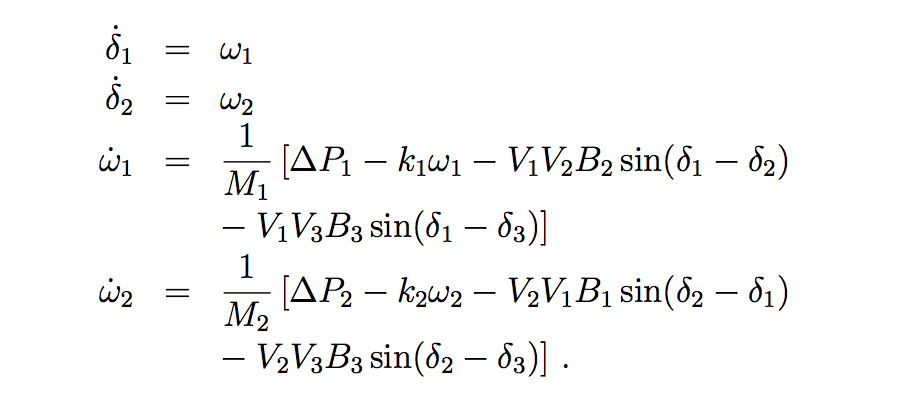 δ̇₁ = ω₁
δ̇₂ = ω₂
ω̇₁ = 1/M₁ [ΔP₁ − k₁ω₁ − V₁V₂B₂ sin(δ₁ − δ₂)
− V₁V₃B₃ sin(δ₁ − δ₃)]
ω̇₂ = 1/M₂ [ΔP₂ − k₂ω₂ − V₂V₁B₁ sin(δ₂ − δ₁)
− V₂V₃B₃ sin(δ₂ − δ₃)] .